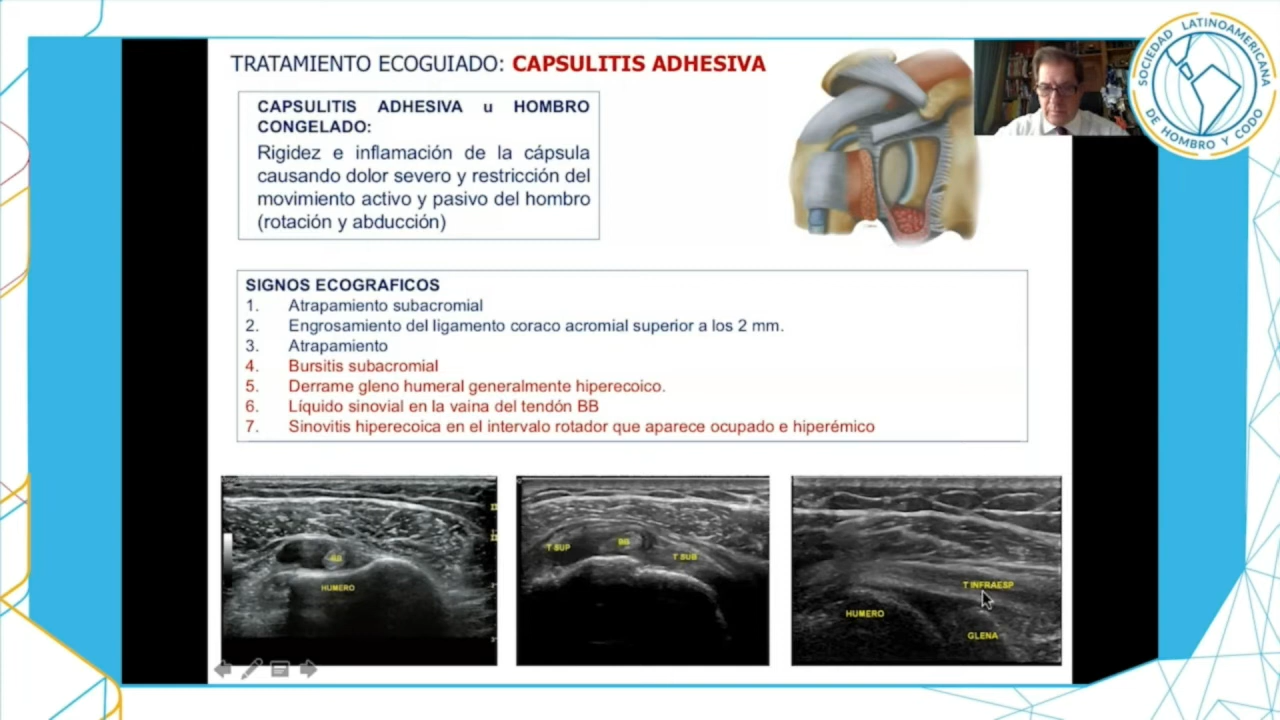 TRATAMIENTO ECOGUIADO: CAPSULITIS ADHESIVA
SOCIEDAD LATINOAMERICANA
DE HOMBRO Y CODO
CAPSULITIS ADHESIVA u HOMBRO
CONGELADO:
Rigidez e inflamación de la cápsula
causando dolor severo y restricción del
movimiento activo y pasivo del hombro
(rotación y abducción)
SIGNOS ECOGRAFICOS
1. Atrapamiento subacromial
2. Engrosamiento del ligamento coraco acromial superior a los 2 mm.
3. Atrapamiento
4. Bursitis subacromial
5. Derrame gleno humeral generalmente hiperecoico.
6. Líquido sinovial en la vaina del tendón BB
7. Sinovitis hiperecoica en el intervalo rotador que aparece ocupado e hiperémico
BB
HUMERO
T SUP
BB
T SUB
T INFRAESP
HUMERO
GLENA